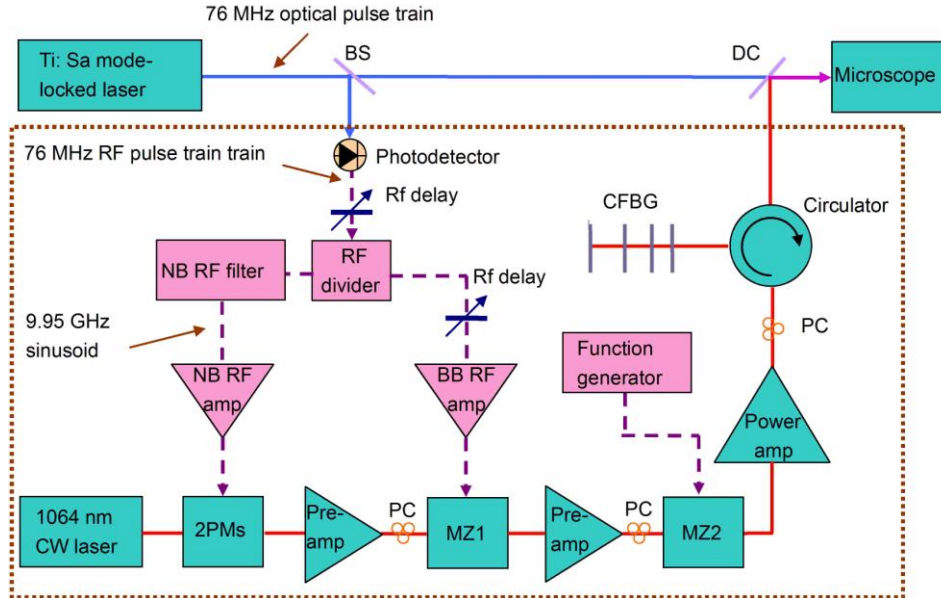 76 MHz optical pulse train
Ti: Sa mode-
locked laser
BS
DC
Microscope
76 MHz RF pulse train train
Photodetector
Rf delay
CFBG
Circulator
NB RF filter
RF
divider
Rf delay
9.95 GHz
sinusoid
Function
generator
PC
NB RF
amp
BB RF
amp
Power
amp
1064 nm
CW laser
2PMs
Pre-
amp
PC
MZ1
Pre-
amp
PC
MZ2